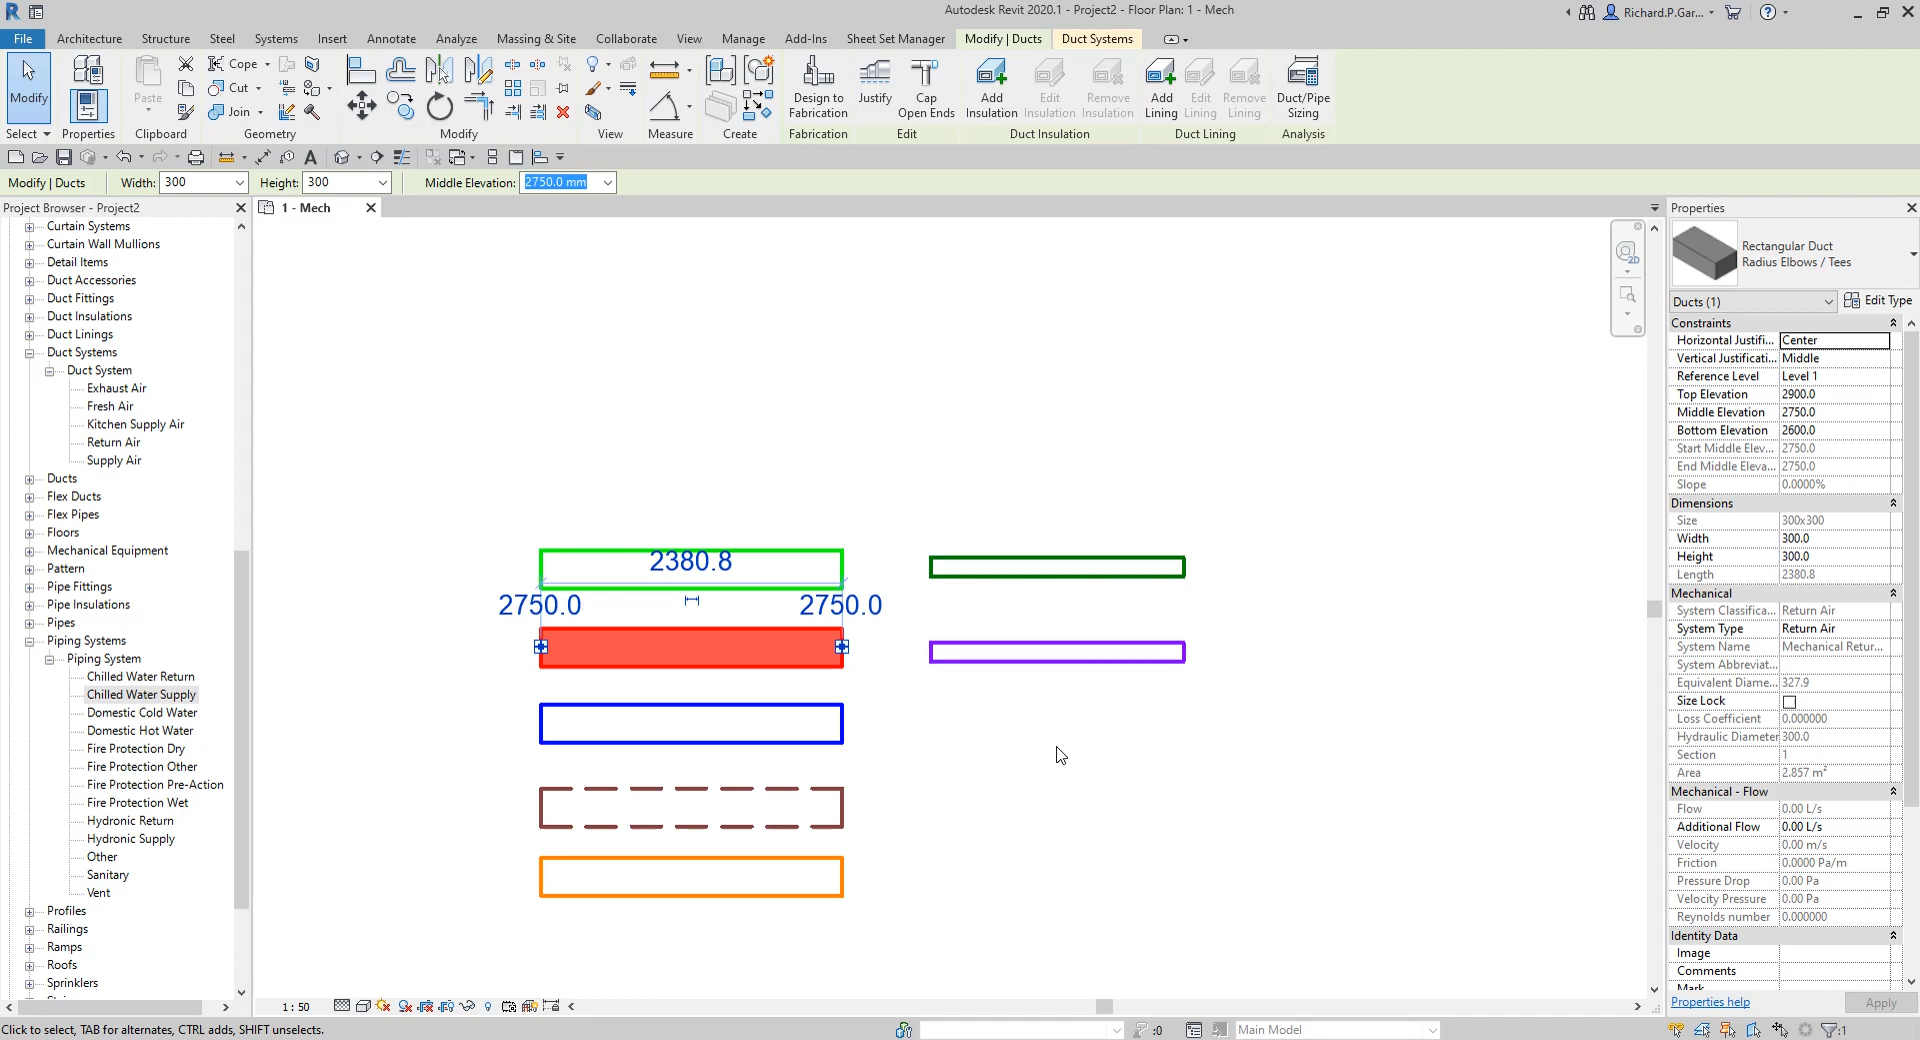 Autodesk Revit 2020.1 - Project2 - Floor Plan: 1 - Mech
Richard.P.Gar...
File Architecture Structure Steel Systems Insert Annotate Analyze Massing & Site Collaborate View Manage Add-Ins Sheet Set Manager Modify | Ducts Duct Systems
Modify
Paste
Cope
Cut
Join
Design to Fabrication
Justify
Cap Open Ends
Add Insulation
Edit Insulation
Remove Insulation
Add Lining
Edit Lining
Remove Lining
Duct/Pipe Sizing
Select Properties Clipboard Geometry Modify View Measure Create Fabrication Edit Duct Insulation Duct Lining Analysis
Modify | Ducts Width: 300 Height: 300 Middle Elevation: 2750.0 mm
Project Browser - Project2
Curtain Systems
Curtain Wall Mullions
Detail Items
Duct Accessories
Duct Fittings
Duct Insulations
Duct Linings
Duct Systems
Duct System
Exhaust Air
Fresh Air
Kitchen Supply Air
Return Air
Supply Air
Ducts
Flex Ducts
Flex Pipes
Floors
Mechanical Equipment
Pattern
Pipe Fittings
Pipe Insulations
Pipes
Piping Systems
Piping System
Chilled Water Return
Chilled Water Supply
Domestic Cold Water
Domestic Hot Water
Fire Protection Dry
Fire Protection Other
Fire Protection Pre-Action
Fire Protection Wet
Hydronic Return
Hydronic Supply
Other
Sanitary
Vent
Profiles
Railings
Ramps
Roofs
Sprinklers
1 - Mech
2D
2380.8
2750.0 2750.0
1 : 50
Properties
Rectangular Duct
Radius Elbows / Tees
Ducts (1) Edit Type
Constraints
Horizontal Justifi... Center
Vertical Justificati... Middle
Reference Level Level 1
Top Elevation 2900.0
Middle Elevation 2750.0
Bottom Elevation 2600.0
Start Middle Elev... 2750.0
End Middle Eleva... 2750.0
Slope 0.0000%
Dimensions
Size 300x300
Width 300.0
Height 300.0
Length 2380.8
Mechanical
System Classifica... Return Air
System Type Return Air
System Name Mechanical Retur...
System Abbreviat...
Equivalent Diame... 327.9
Size Lock
Loss Coefficient 0.000000
Hydraulic Diameter 300.0
Section 1
Area 2.857 m²
Mechanical - Flow
Flow 0.00 L/s
Additional Flow 0.00 L/s
Velocity 0.00 m/s
Friction 0.0000 Pa/m
Pressure Drop 0.00 Pa
Velocity Pressure 0.00 Pa
Reynolds number 0.000000
Identity Data
Image
Comments
Mark
Properties help Apply
Click to select, TAB for alternates, CTRL adds, SHIFT unselects.
:0
Main Model
:1